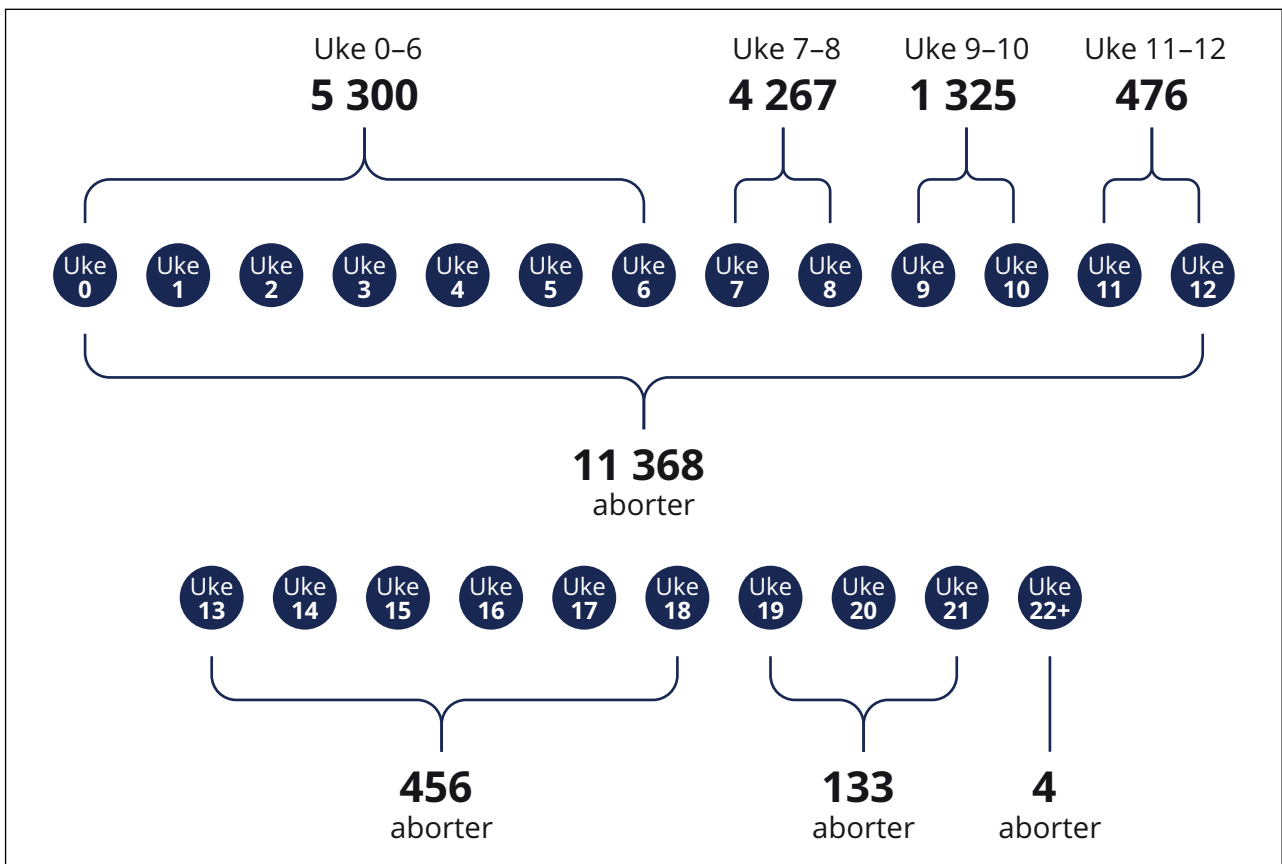 Uke 0–6
5 300
Uke 7–8
4 267
Uke 9–10
1 325
Uke 11–12
476
Uke
0
Uke
1
Uke
2
Uke
3
Uke
4
Uke
5
Uke
6
Uke
7
Uke
8
Uke
9
Uke
10
Uke
11
Uke
12
11 368
aborter
Uke
13
Uke
14
Uke
15
Uke
16
Uke
17
Uke
18
Uke
19
Uke
20
Uke
21
Uke
22+
456
aborter
133
aborter
4
aborter